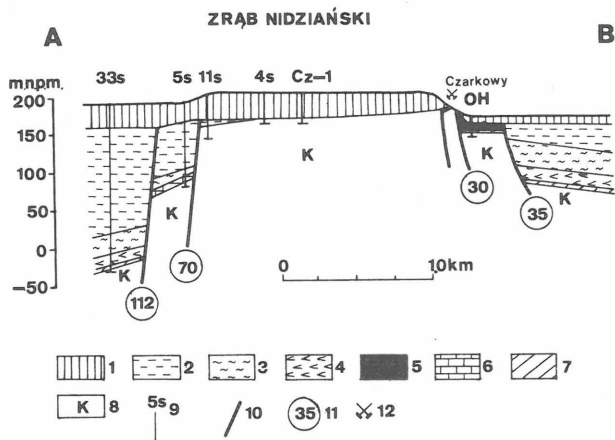 ZRĄB NIDZIAŃSKI
A B
m.n.p.m. 33s 5s 11s 4s Cz–1 Czarkowy
OH
200
150
100
50
0
–50
K K K K K
112 70 30 35
0 10km
1 2 3 4 5 6 7
K 8 5s 9 10 35 11 12